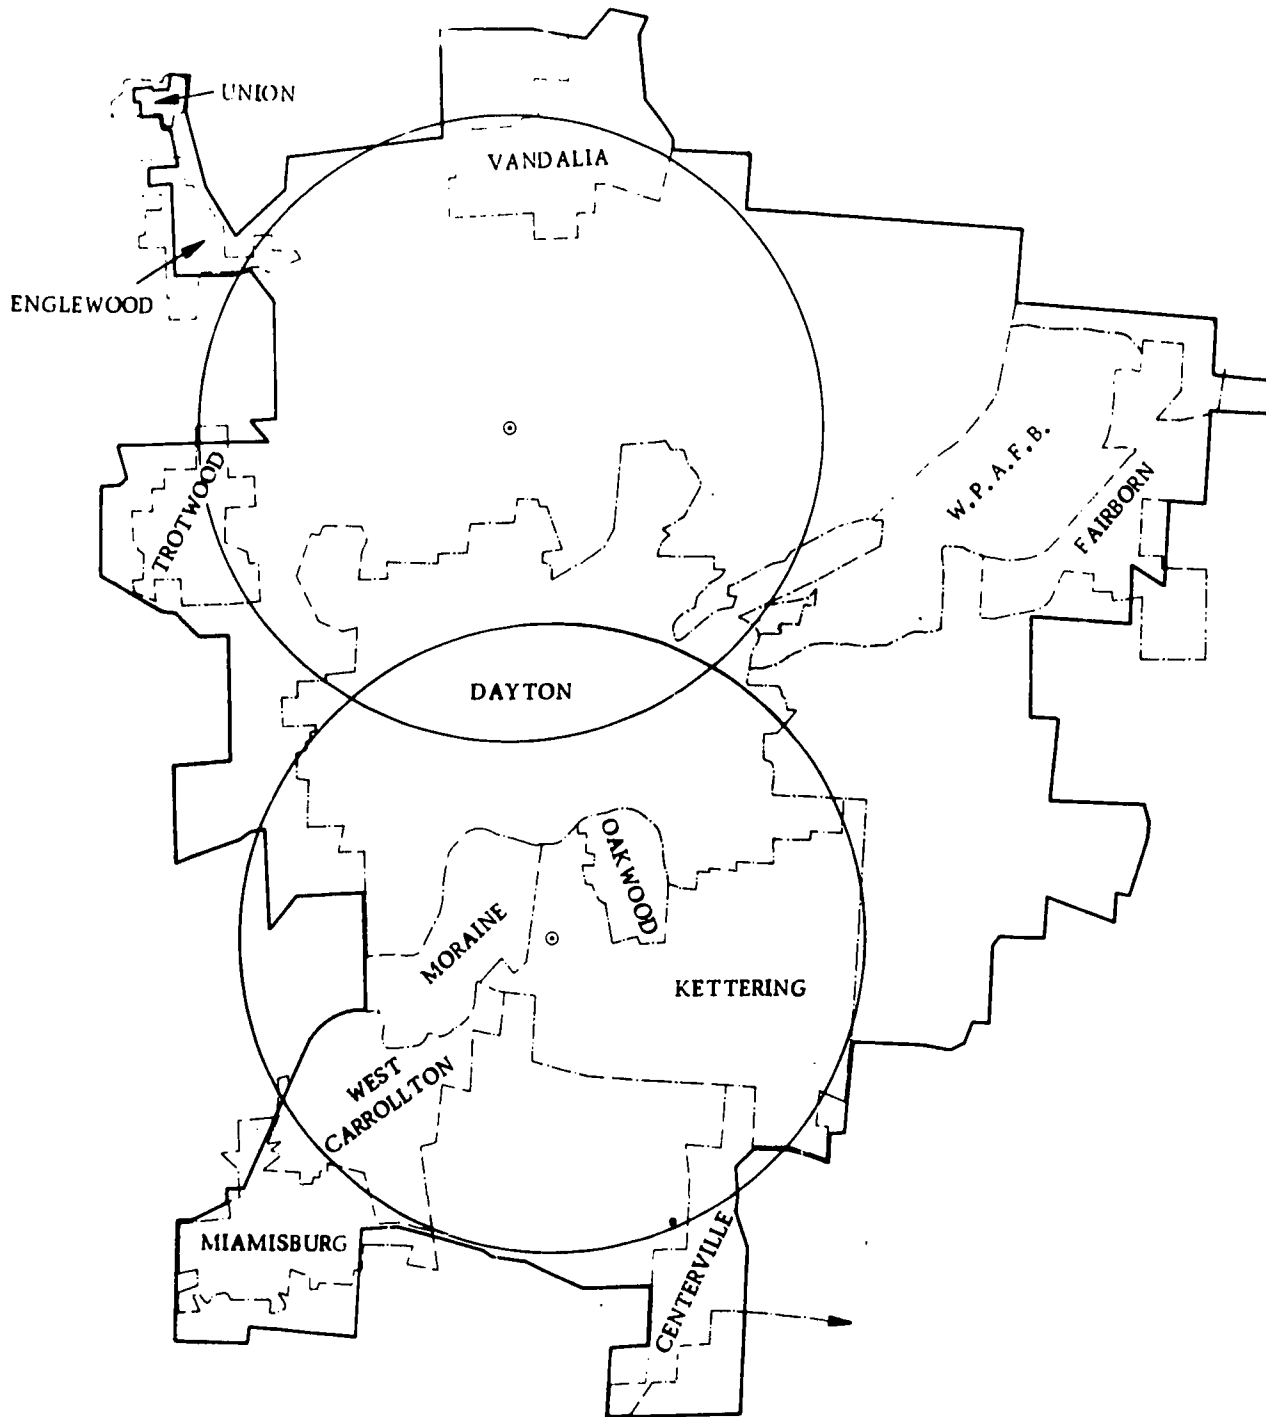 UNION
VANDALIA
ENGLEWOOD
TROTWOOD
W.P.A.F.B.
FAIRBORN
DAYTON
OAKWOOD
MORAINE
KETTERING
WEST
CARROLLTON
MIAMISBURG
CENTERVILLE